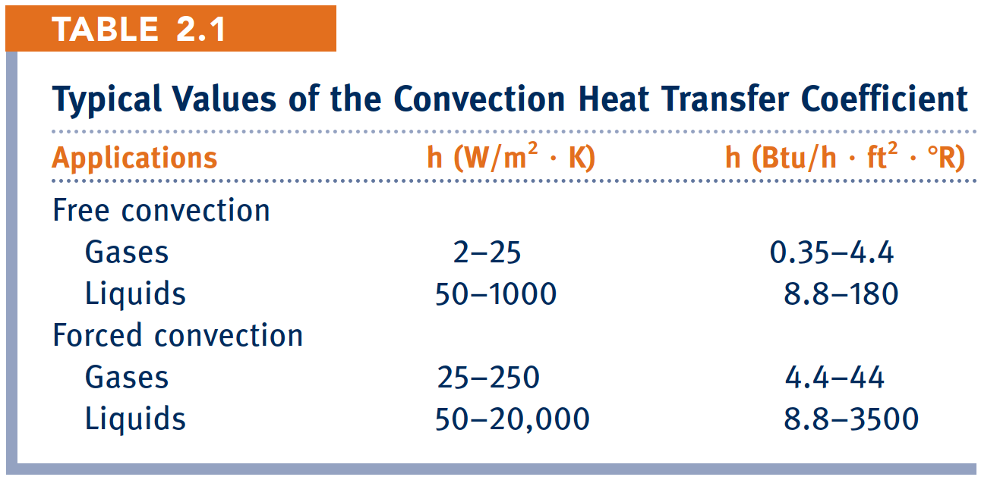 TABLE 2.1
Typical Values of the Convection Heat Transfer Coefficient
Applications h (W/m² · K) h (Btu/h · ft² · °R)
Free convection
Gases 2–25 0.35–4.4
Liquids 50–1000 8.8–180
Forced convection
Gases 25–250 4.4–44
Liquids 50–20,000 8.8–3500